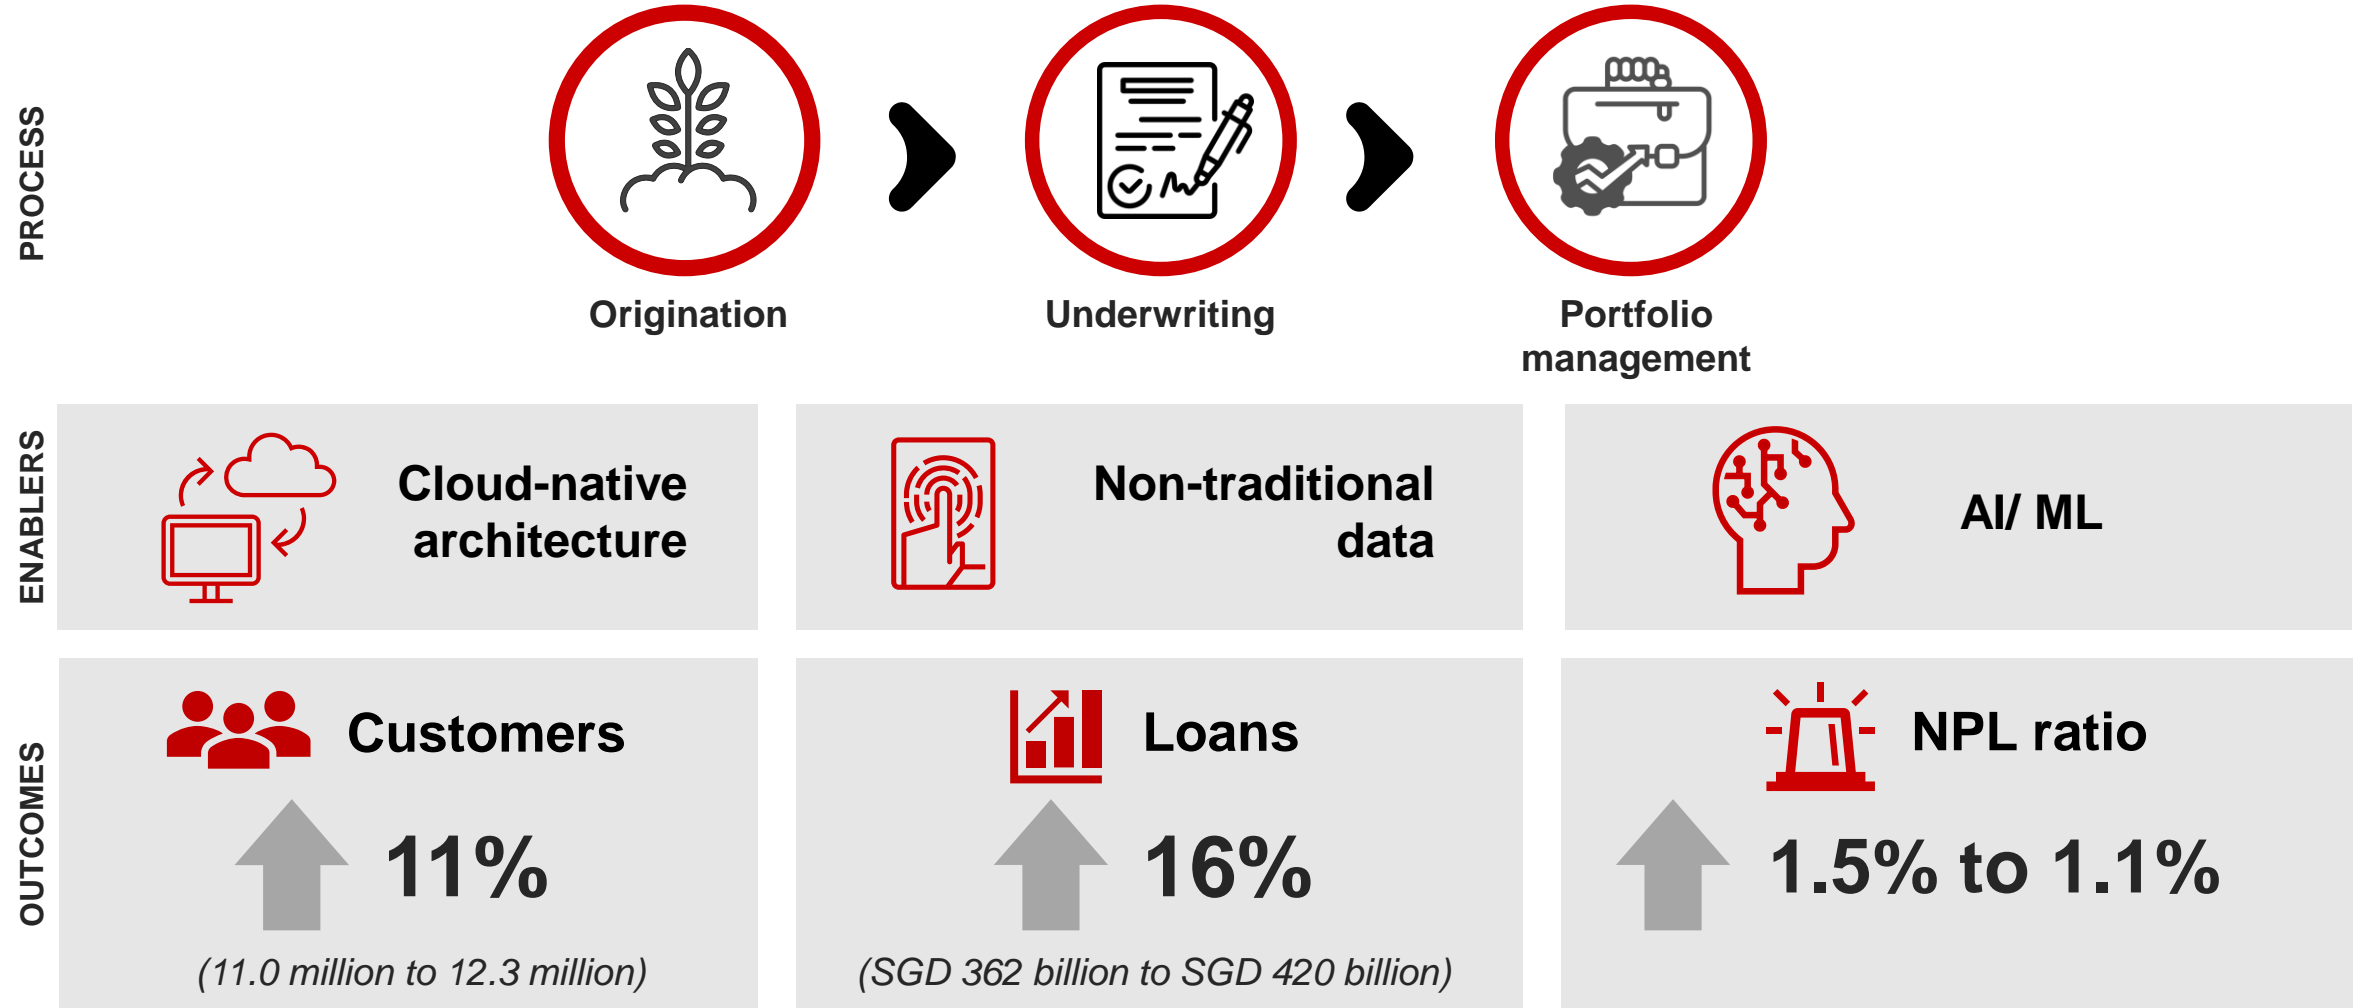 PROCESS
Origination
Underwriting
Portfolio
management
ENABLERS
Cloud-native
architecture
Non-traditional
data
AI/ ML
OUTCOMES
Customers
11%
(11.0 million to 12.3 million)
Loans
16%
(SGD 362 billion to SGD 420 billion)
NPL ratio
1.5% to 1.1%